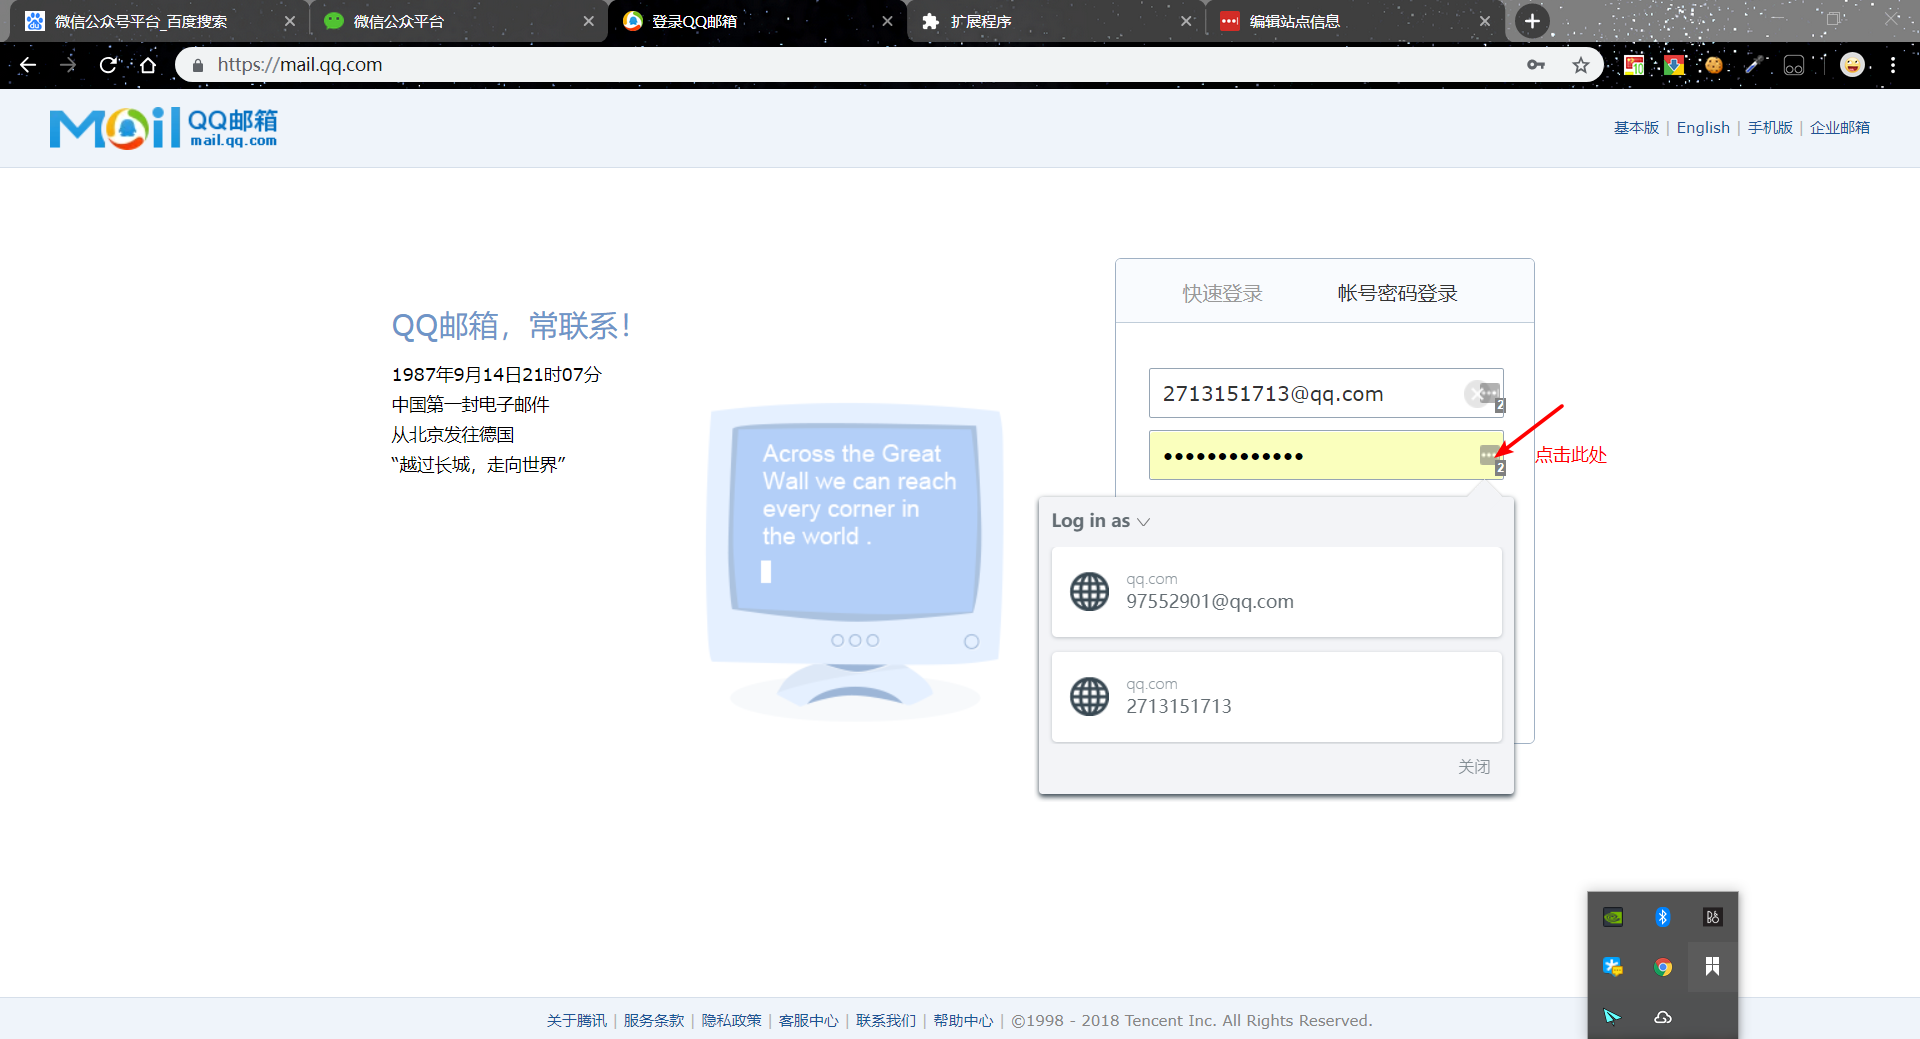 微信公众号平台_百度搜索
微信公众平台
登录QQ邮箱
扩展程序
编辑站点信息
https://mail.qq.com
10
Mail QQ邮箱
mail.qq.com
基本版 | English | 手机版 | 企业邮箱
快速登录
帐号密码登录
QQ邮箱，常联系！
1987年9月14日21时07分
中国第一封电子邮件
从北京发往德国
“越过长城，走向世界”
Across the Great
Wall we can reach
every corner in
the world .
2713151713@qq.com
2
•••••••••••••
2
点击此处
Log in as
qq.com
97552901@qq.com
qq.com
2713151713
关闭
关于腾讯 | 服务条款 | 隐私政策 | 客服中心 | 联系我们 | 帮助中心 | ©1998 - 2018 Tencent Inc. All Rights Reserved.